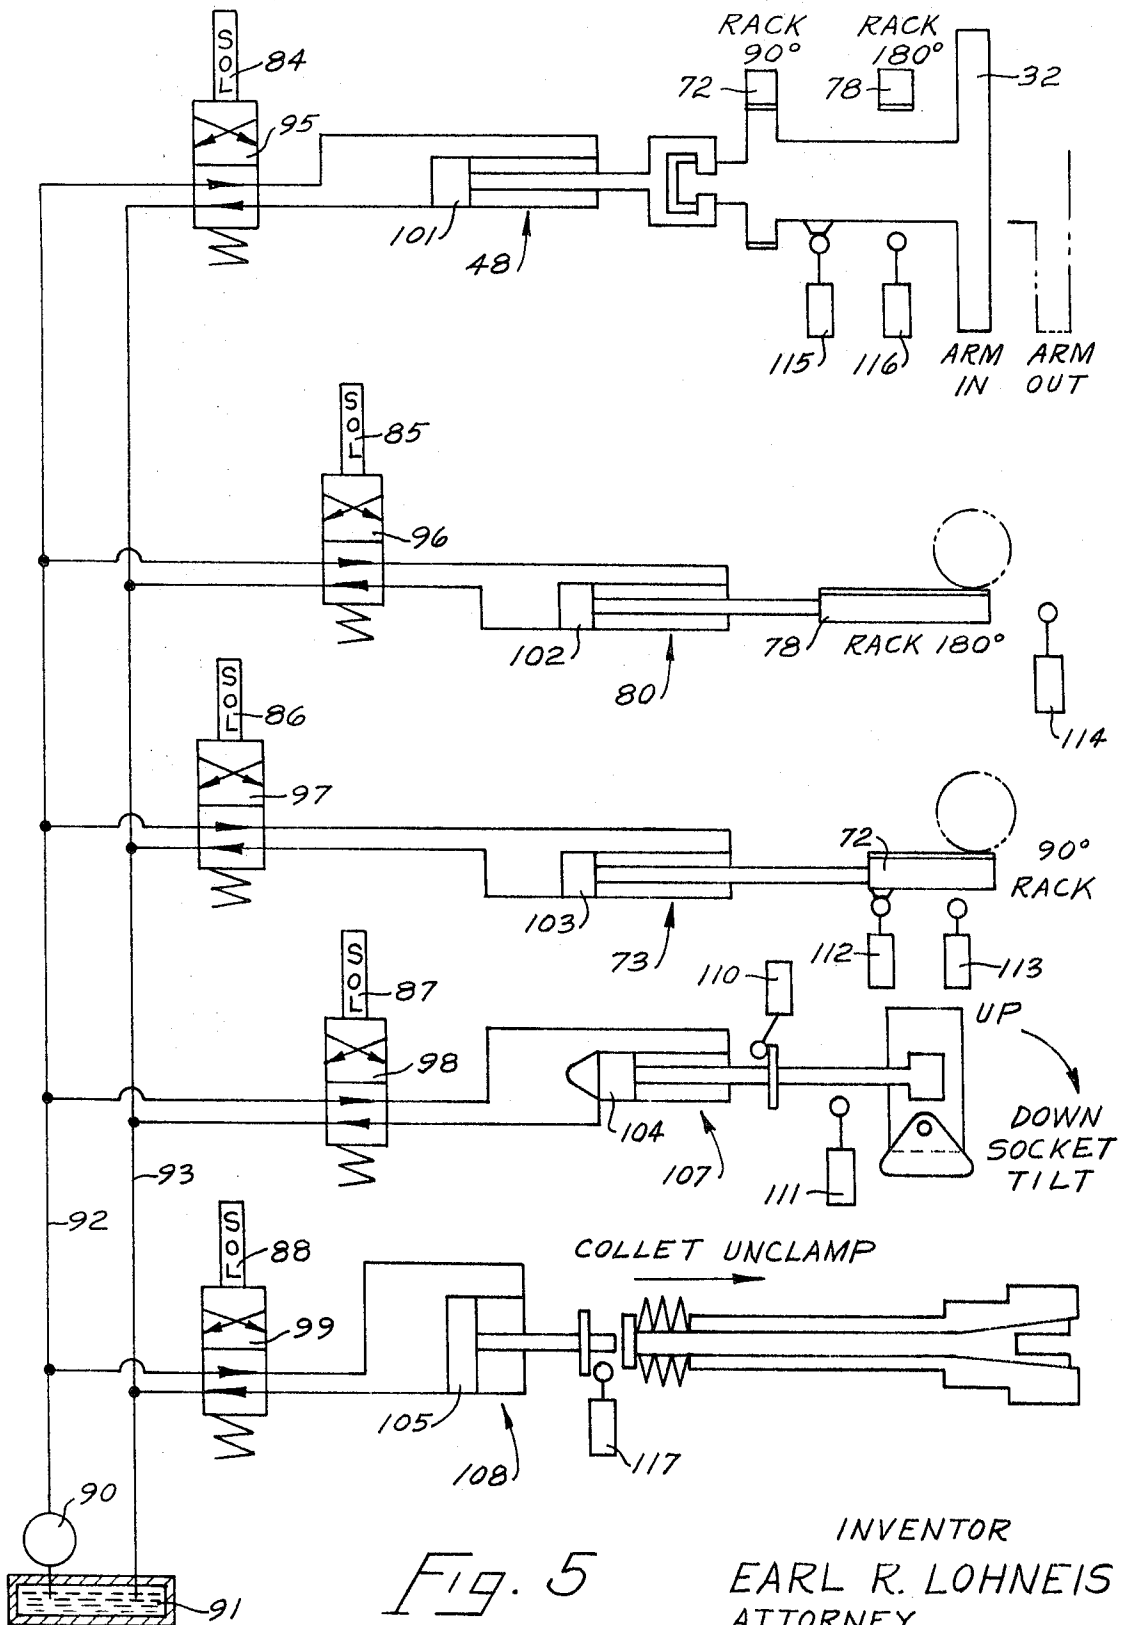 SOL
84
95
101
48
RACK
90°
72
RACK
180°
78
32
115
116
ARM
IN
ARM
OUT
SOL
85
96
102
80
78
RACK 180°
114
SOL
86
97
103
73
72
90°
RACK
112
113
SOL
87
98
104
107
110
111
UP
DOWN
SOCKET
TILT
93
92
SOL
88
99
105
108
COLLET UNCLAMP
117
90
91
Fig. 5
INVENTOR
EARL R. LOHNEIS
ATTORNEY